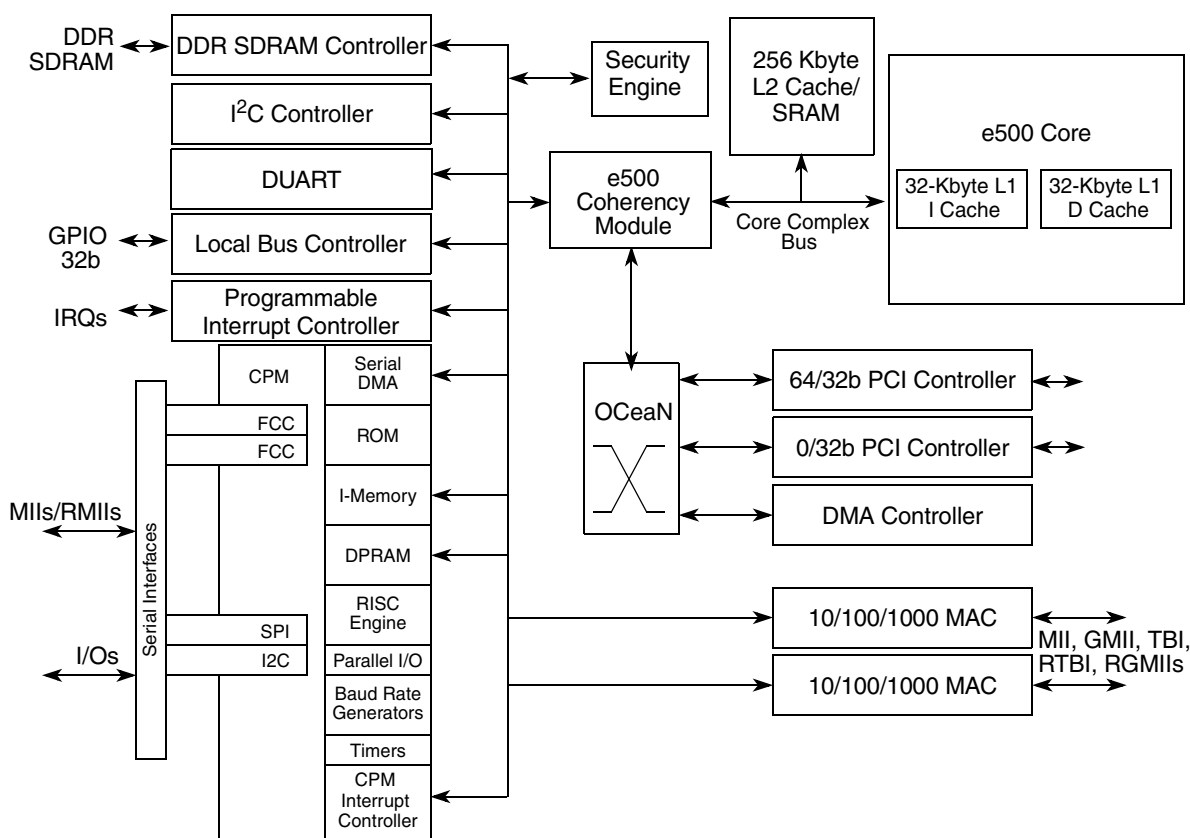 DDR
SDRAM
DDR SDRAM Controller
I²C Controller
DUART
GPIO
32b
Local Bus Controller
IRQs
Programmable
Interrupt Controller
Security
Engine
256 Kbyte
L2 Cache/
SRAM
e500 Core
32-Kbyte L1
I Cache
32-Kbyte L1
D Cache
e500
Coherency
Module
Core Complex
Bus
CPM
Serial
DMA
FCC
FCC
ROM
I-Memory
DPRAM
RISC
Engine
SPI
I2C
Parallel I/O
Baud Rate
Generators
Timers
CPM
Interrupt
Controller
Serial Interfaces
MIIs/RMIIs
I/Os
OCeaN
64/32b PCI Controller
0/32b PCI Controller
DMA Controller
10/100/1000 MAC
10/100/1000 MAC
MII, GMII, TBI,
RTBI, RGMIIs